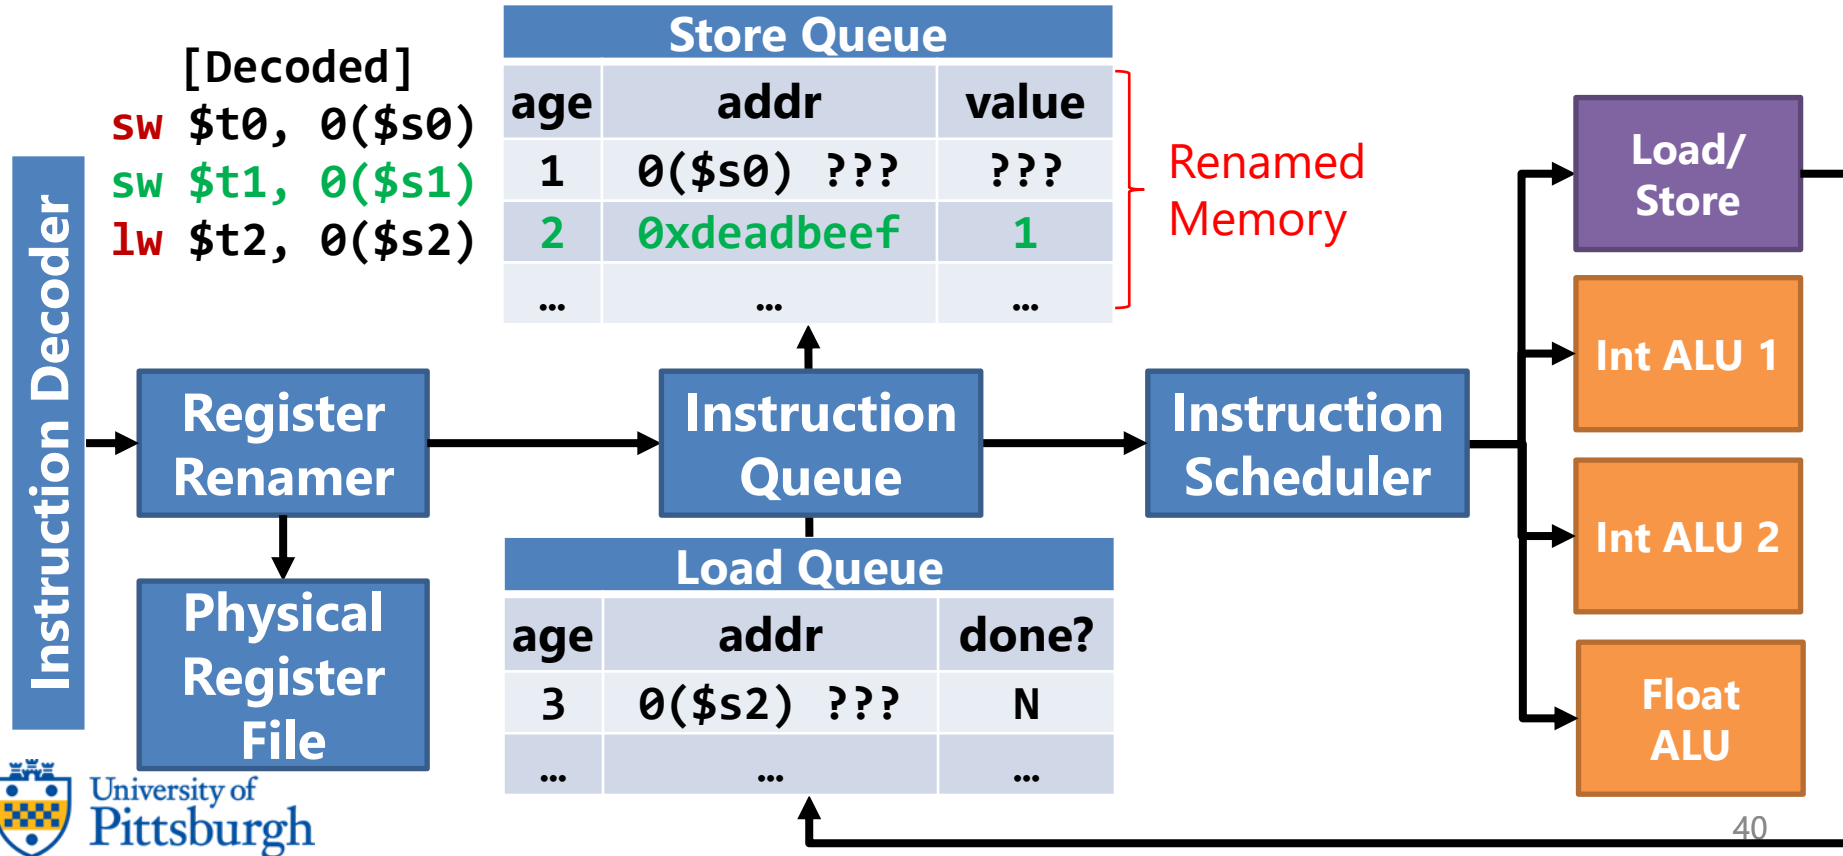 [Decoded]
sw $t0, 0($s0)
sw $t1, 0($s1)
lw $t2, 0($s2)
Store Queue
age addr value
1 0($s0) ??? ???
2 0xdeadbeef 1
… … …
Renamed
Memory
Instruction Decoder
Register
Renamer
Physical
Register
File
Instruction
Queue
Instruction
Scheduler
Load Queue
age addr done?
3 0($s2) ??? N
… … …
Load/
Store
Int ALU 1
Int ALU 2
Float
ALU
University of
Pittsburgh
40